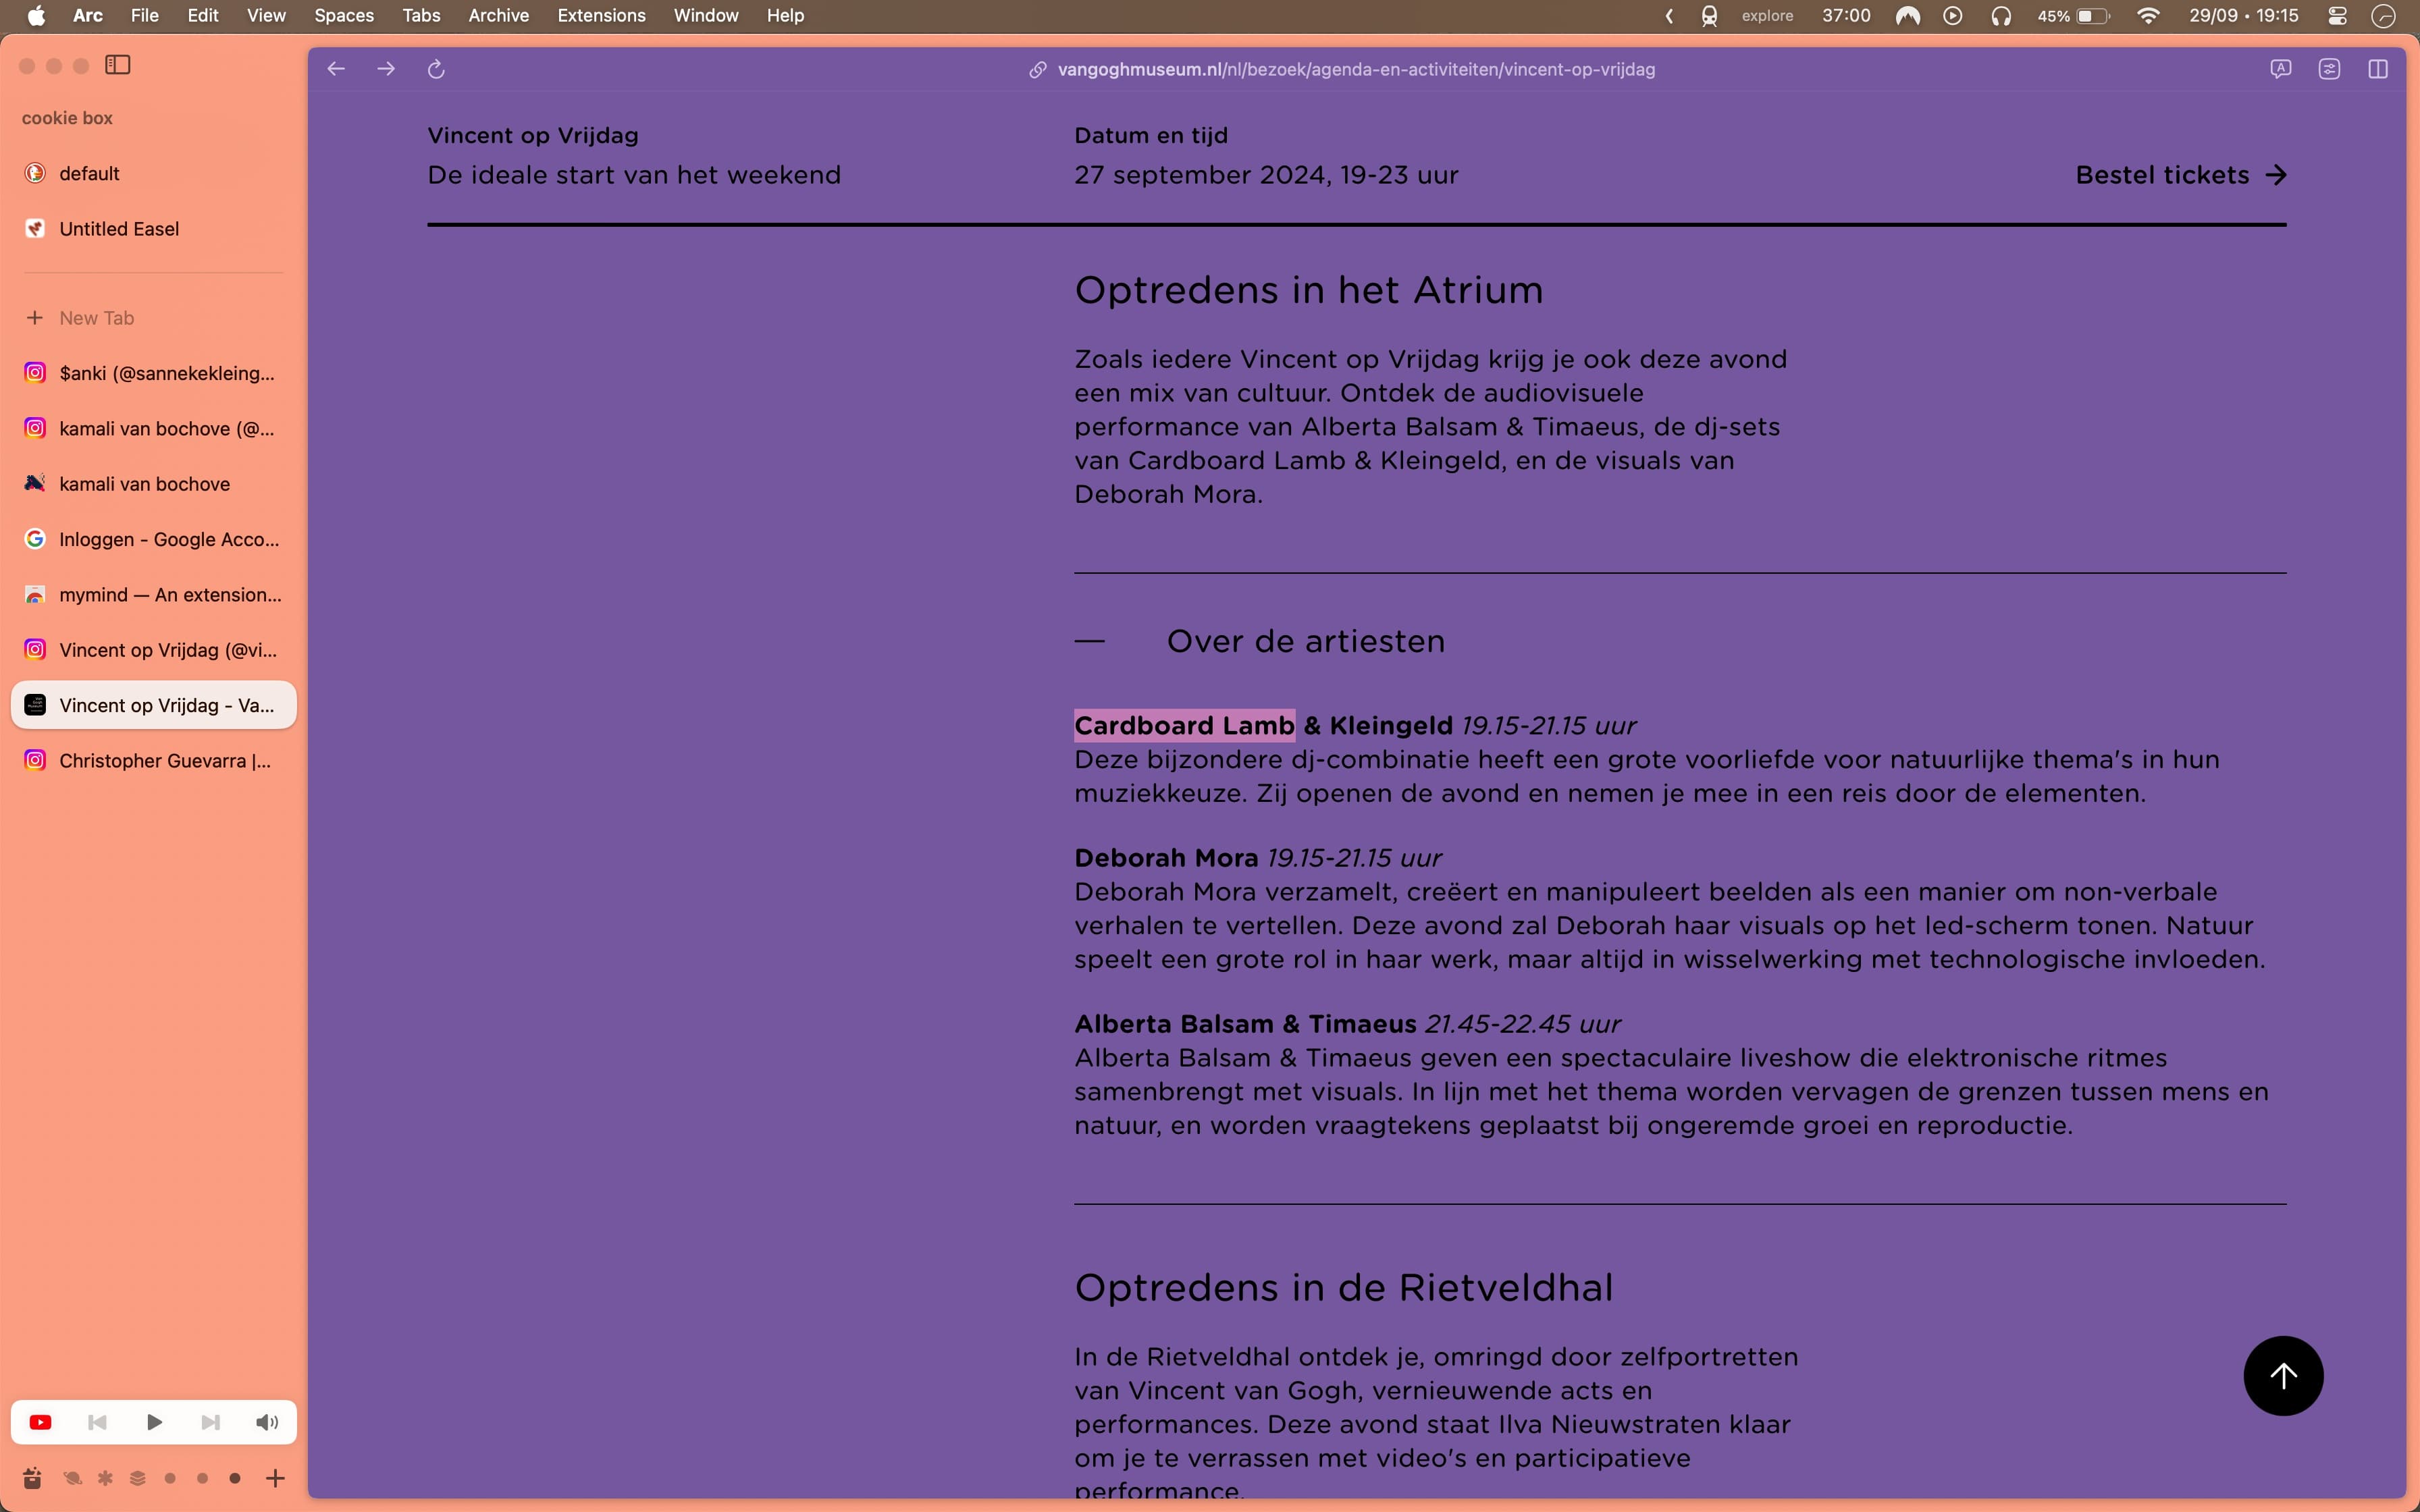 Arc File Edit View Spaces Tabs Archive Extensions Window Help
explore 37:00 45% 29/09 • 19:15
vangoghmuseum.nl/nl/bezoek/agenda-en-activiteiten/vincent-op-vrijdag
cookie box
default
Untitled Easel
New Tab
$anki (@sannekekleing...
kamali van bochove (@...
kamali van bochove
Inloggen - Google Acco...
mymind — An extension...
Vincent op Vrijdag (@vi...
Vincent op Vrijdag - Va...
Christopher Guevarra |...
Vincent op Vrijdag
De ideale start van het weekend
Datum en tijd
27 september 2024, 19-23 uur
Bestel tickets →
Optredens in het Atrium
Zoals iedere Vincent op Vrijdag krijg je ook deze avond
een mix van cultuur. Ontdek de audiovisuele
performance van Alberta Balsam & Timaeus, de dj-sets
van Cardboard Lamb & Kleingeld, en de visuals van
Deborah Mora.
— Over de artiesten
Cardboard Lamb & Kleingeld 19.15-21.15 uur
Deze bijzondere dj-combinatie heeft een grote voorliefde voor natuurlijke thema's in hun
muziekkeuze. Zij openen de avond en nemen je mee in een reis door de elementen.
Deborah Mora 19.15-21.15 uur
Deborah Mora verzamelt, creëert en manipuleert beelden als een manier om non-verbale
verhalen te vertellen. Deze avond zal Deborah haar visuals op het led-scherm tonen. Natuur
speelt een grote rol in haar werk, maar altijd in wisselwerking met technologische invloeden.
Alberta Balsam & Timaeus 21.45-22.45 uur
Alberta Balsam & Timaeus geven een spectaculaire liveshow die elektronische ritmes
samenbrengt met visuals. In lijn met het thema worden vervagen de grenzen tussen mens en
natuur, en worden vraagtekens geplaatst bij ongeremde groei en reproductie.
Optredens in de Rietveldhal
In de Rietveldhal ontdek je, omringd door zelfportretten
van Vincent van Gogh, vernieuwende acts en
performances. Deze avond staat Ilva Nieuwstraten klaar
om je te verrassen met video's en participatieve
performance.